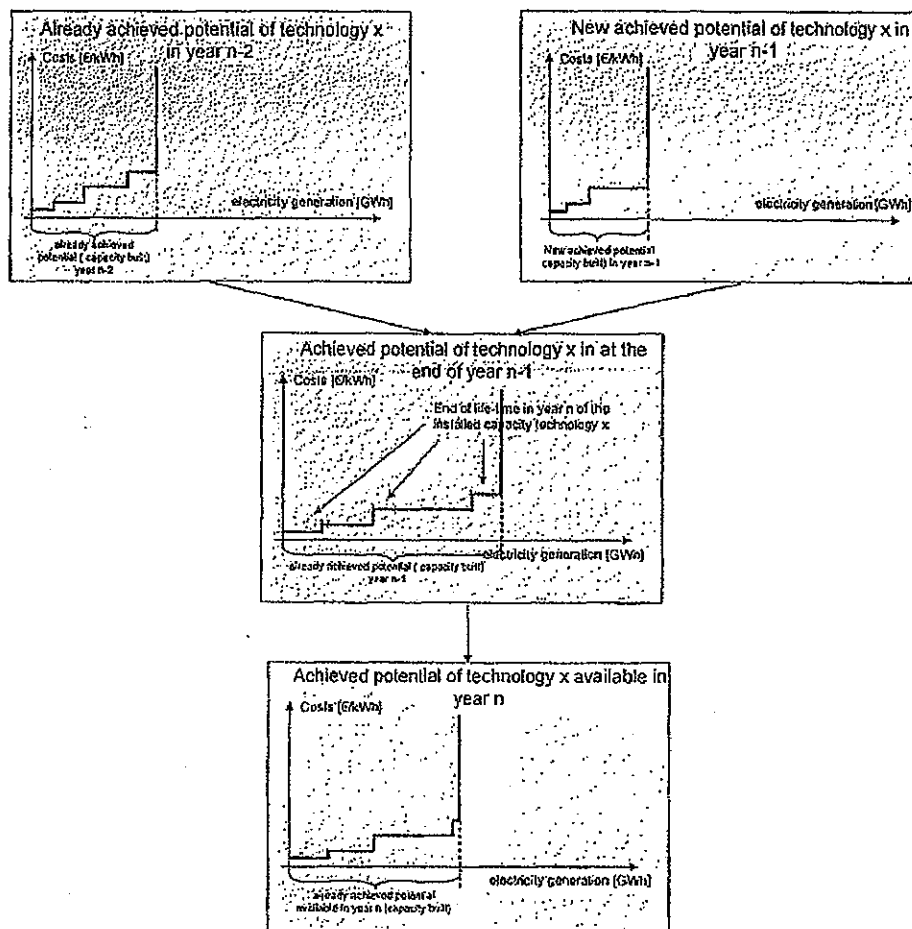 Already achieved potential of technology x
in year n-2
Costs [€/kWh]
electricity generation [GWh]
already achieved
potential ( capacity built)
year n-2
New achieved potential of technology x in
year n-1
Costs [€/kWh]
electricity generation [GWh]
New achieved potential
capacity built) in year n-1
Achieved potential of technology x in at the
end of year n-1
Costs [€/kWh]
End of life-time in year n of the
installed capacity technology x
electricity generation [GWh]
already achieved potential ( capacity built)
year n-1
Achieved potential of technology x available in
year n
Costs [€/kWh]
electricity generation [GWh]
already achieved potential
available in year n (capacity built)